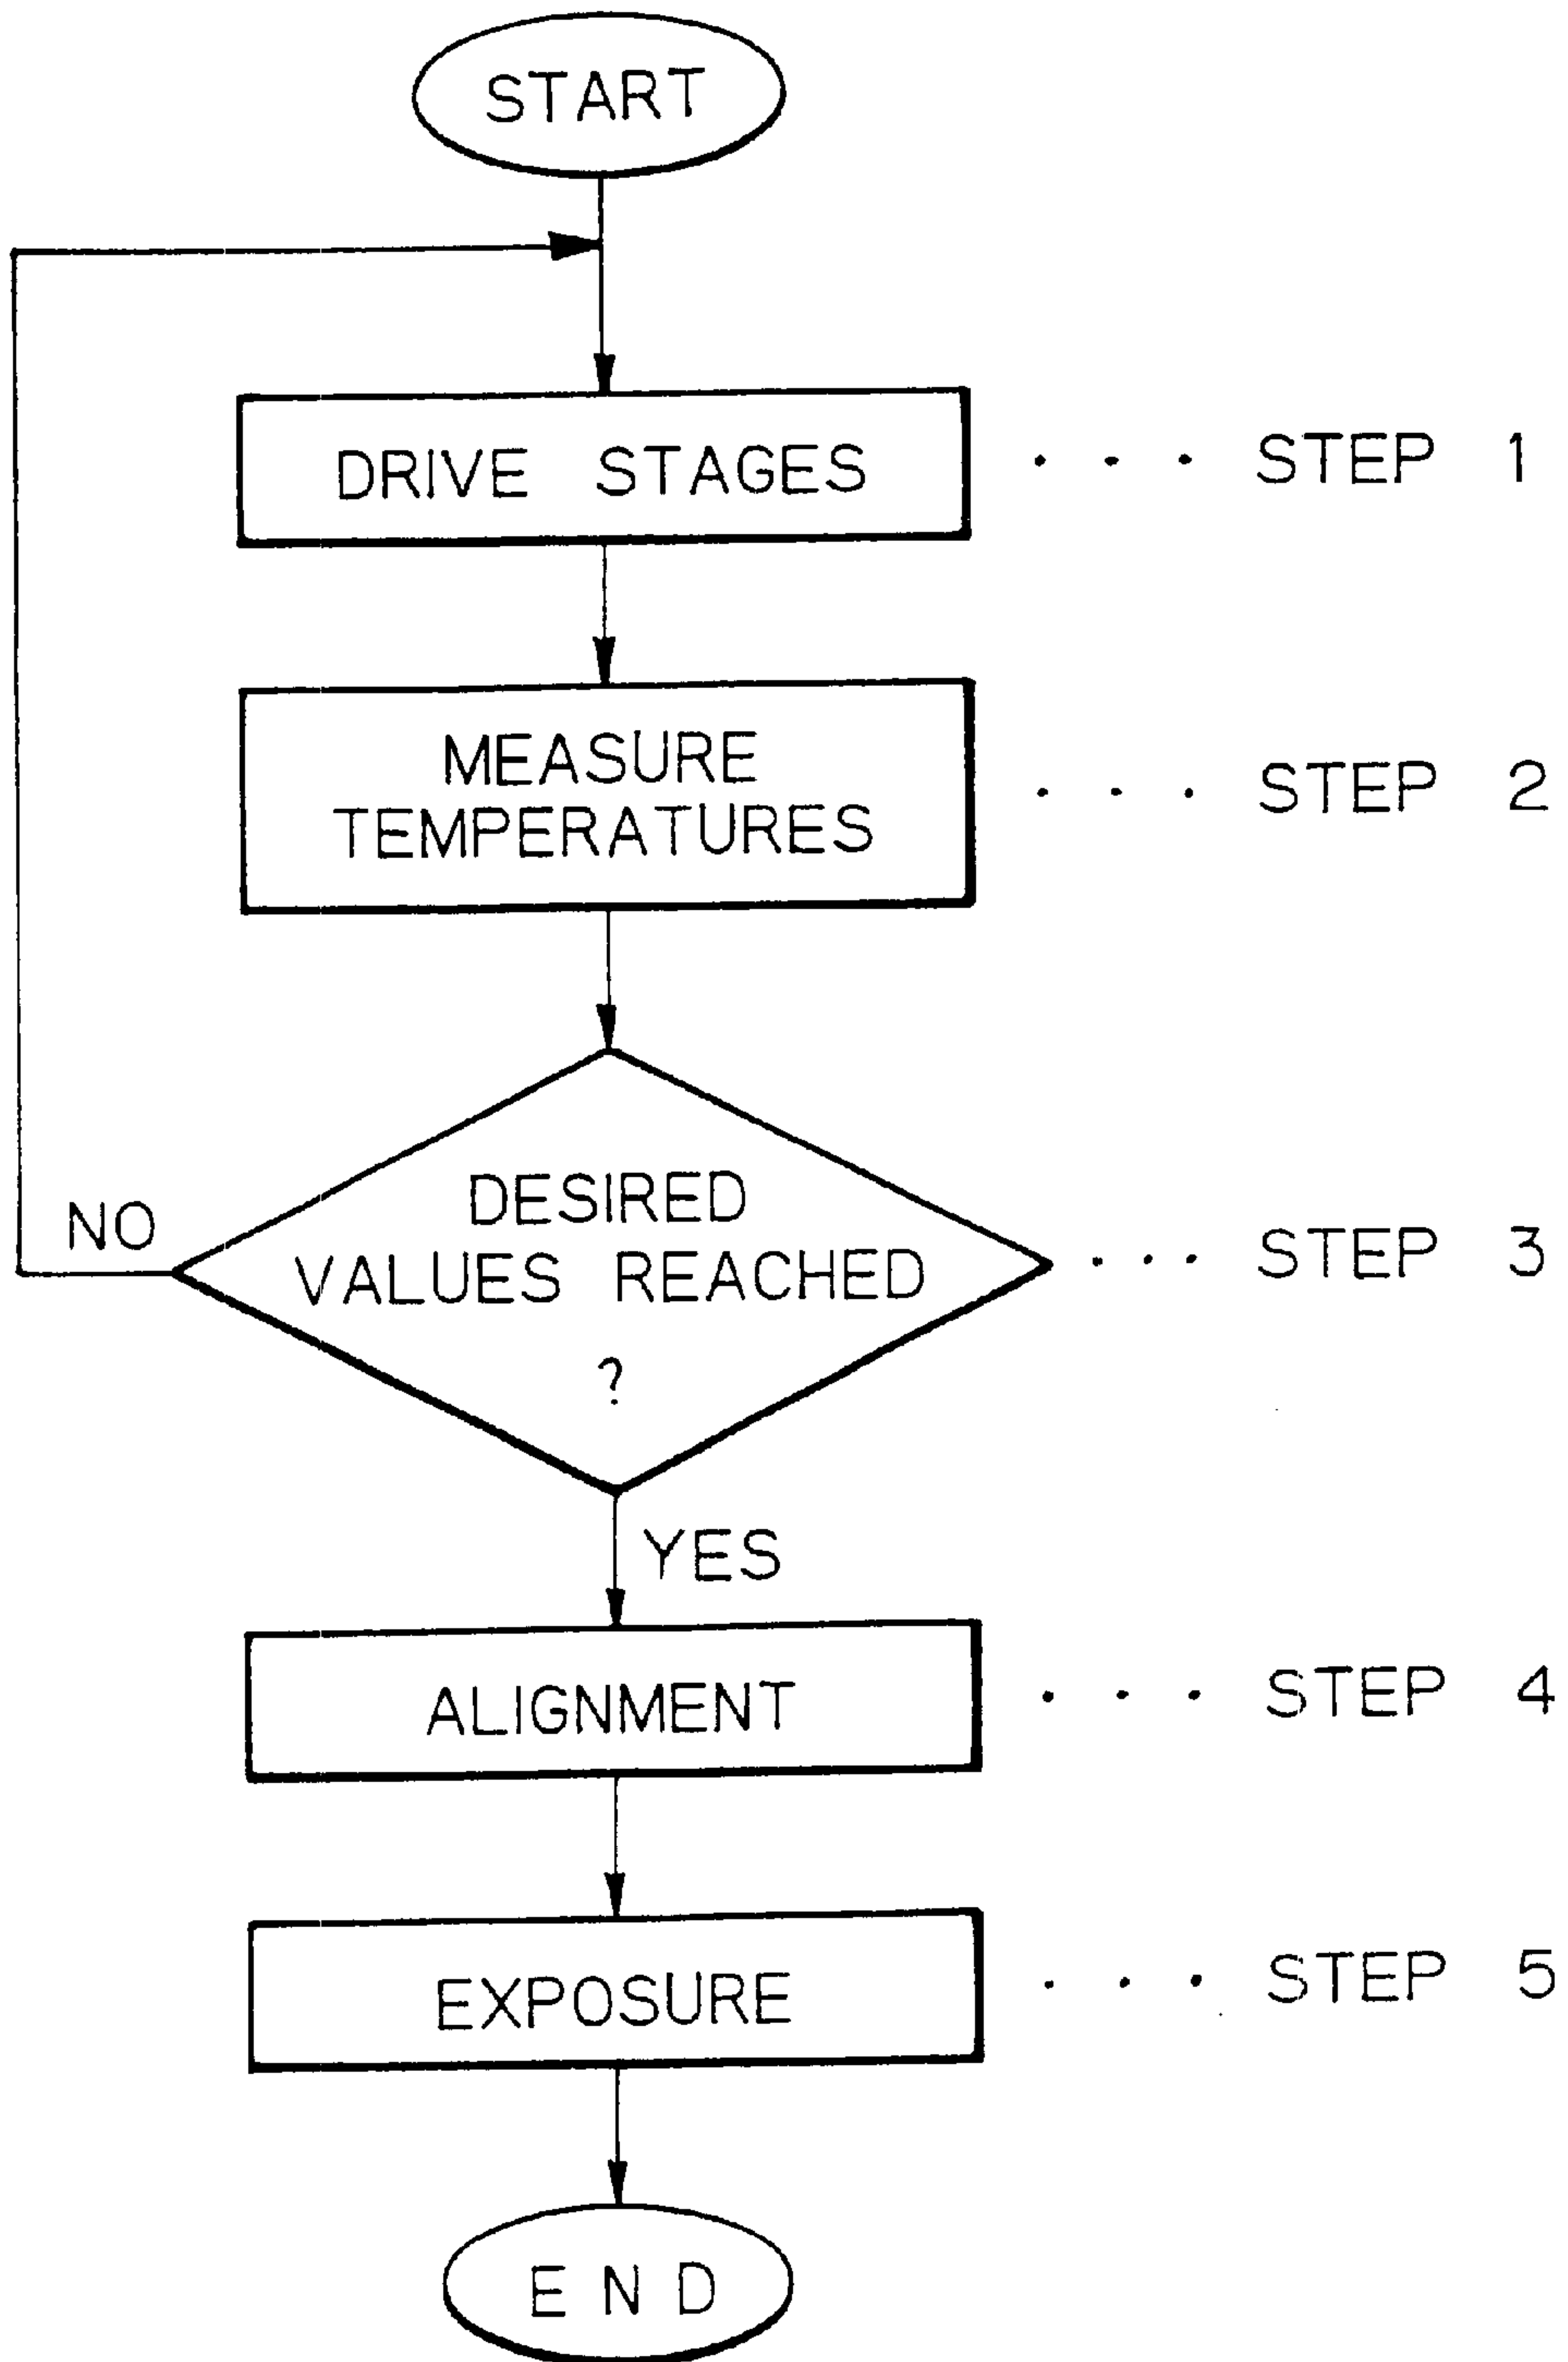 START
DRIVE STAGES . . . STEP 1
MEASURE
TEMPERATURES
. . . STEP 2
DESIRED
VALUES REACHED
?
NO
. . . STEP 3
YES
ALIGNMENT . . . STEP 4
EXPOSURE . . . STEP 5
END